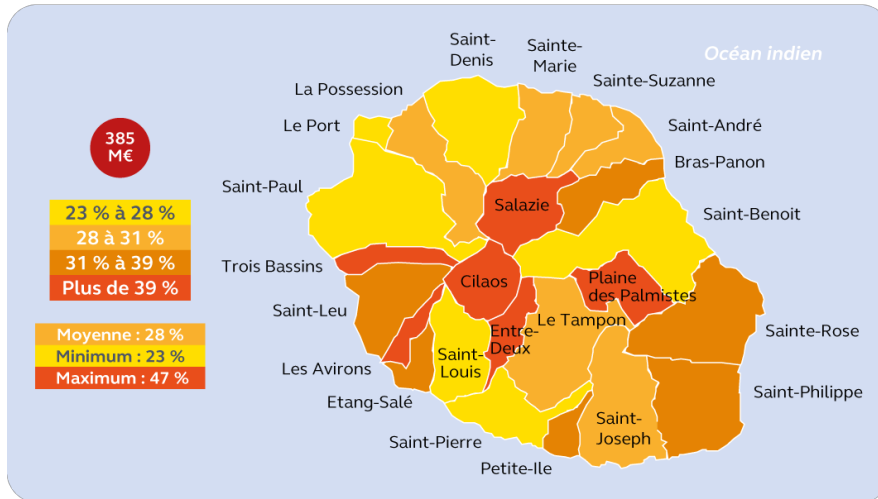 Saint-
Denis
Sainte-
Marie
Océan indien
La Possession
Sainte-Suzanne
Le Port
Saint-André
385
M€
Bras-Panon
Saint-Paul
Salazie
Saint-Benoit
23 % à 28 %
28 à 31 %
31 % à 39 %
Plus de 39 %
Trois Bassins
Cilaos
Plaine
des Palmistes
Saint-Leu
Entre-
Deux
Le Tampon
Sainte-Rose
Moyenne : 28 %
Minimum : 23 %
Maximum : 47 %
Les Avirons
Saint-
Louis
Etang-Salé
Saint-Philippe
Saint-Pierre
Saint-
Joseph
Petite-Ile